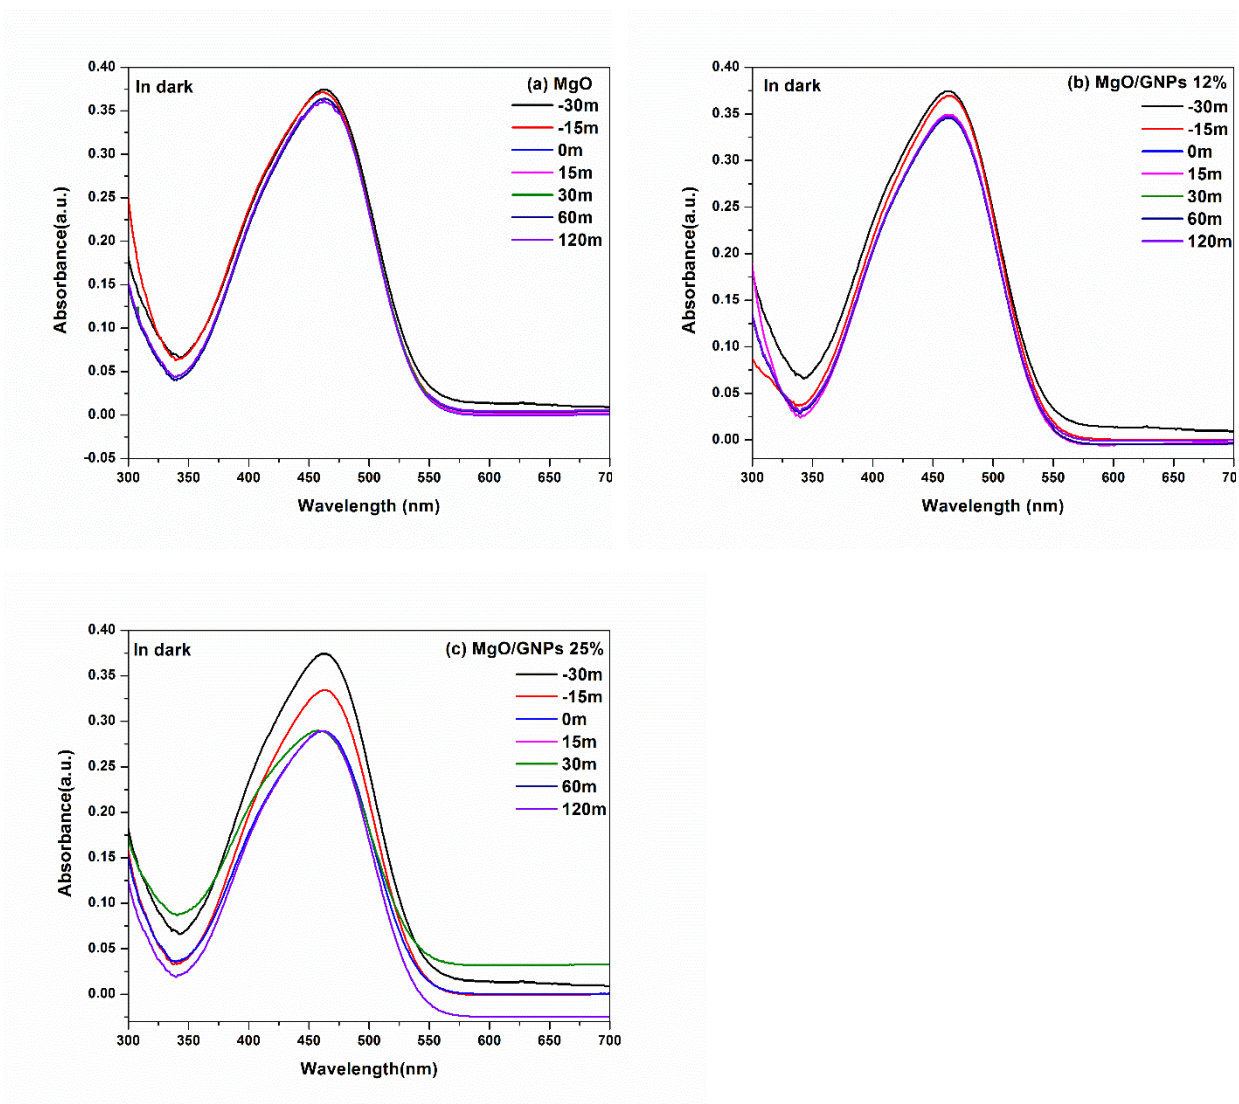 In dark
(a) MgO
-30m
-15m
0m
15m
30m
60m
120m
0.40
0.35
0.30
0.25
0.20
0.15
0.10
0.05
0.00
-0.05
Absorbance(a.u.)
300 350 400 450 500 550 600 650 70
Wavelength (nm)
In dark
(b) MgO/GNPs 12%
-30m
-15m
0m
15m
30m
60m
120m
0.40
0.35
0.30
0.25
0.20
0.15
0.10
0.05
0.00
Absorbance(a.u.)
300 350 400 450 500 550 600 650 70
Wavelength (nm)
In dark
(c) MgO/GNPs 25%
-30m
-15m
0m
15m
30m
60m
120m
0.40
0.35
0.30
0.25
0.20
0.15
0.10
0.05
0.00
Absorbance(a.u.)
300 350 400 450 500 550 600 650 700
Wavelength(nm)